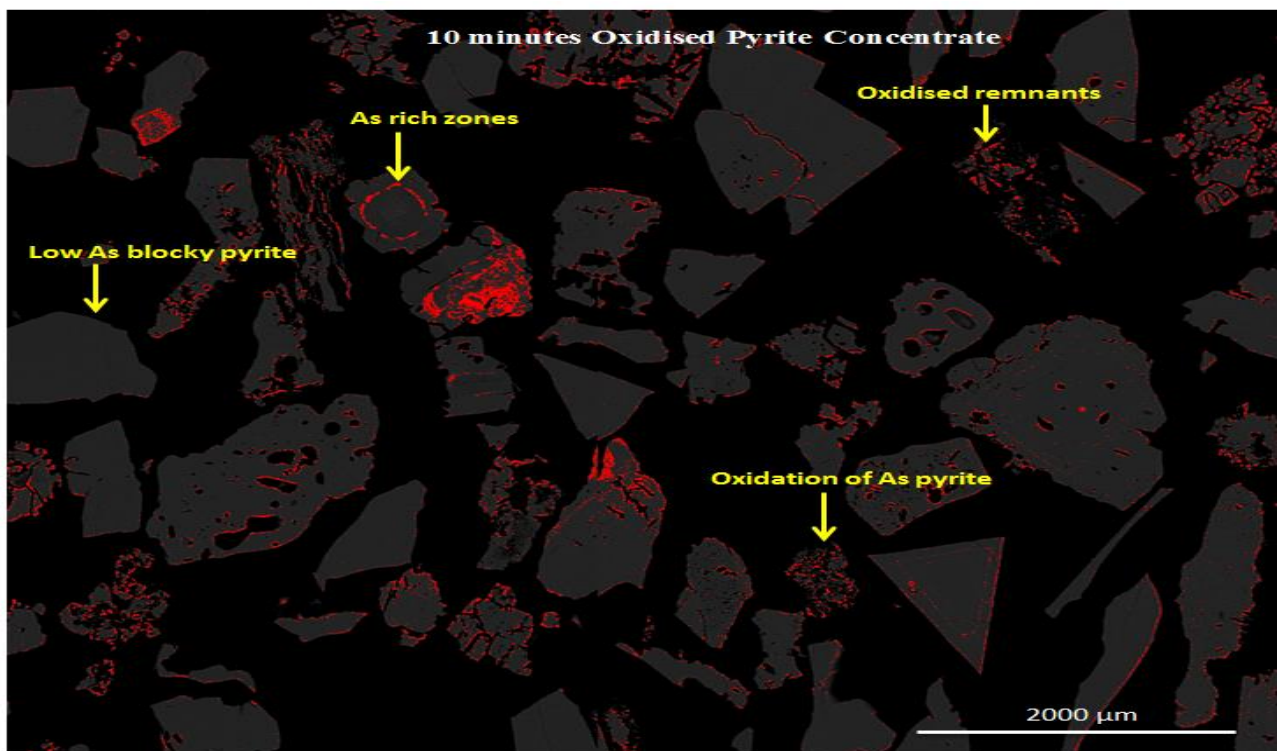 10 minutes Oxidised Pyrite Concentrate
Oxidised remnants
As rich zones
Low As blocky pyrite
Oxidation of As pyrite
2000 µm